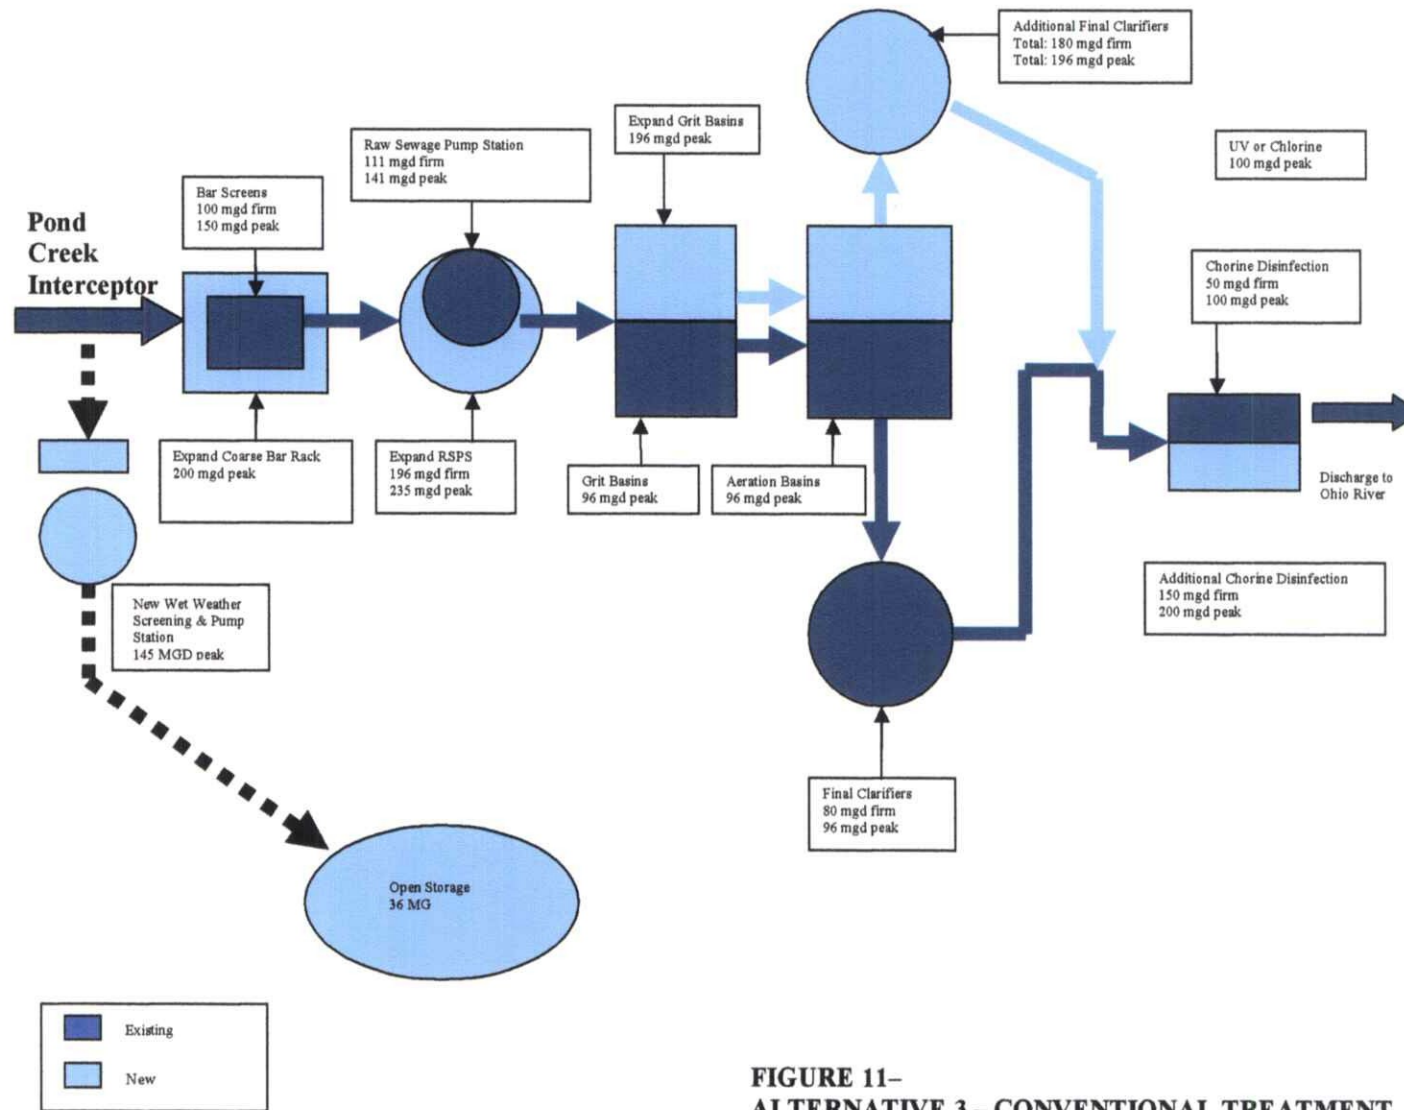 Additional Final Clarifiers
Total: 180 mgd firm
Total: 196 mgd peak
Expand Grit Basins
196 mgd peak
UV or Chlorine
100 mgd peak
Raw Sewage Pump Station
111 mgd firm
141 mgd peak
Bar Screens
100 mgd firm
150 mgd peak
Pond
Creek
Interceptor
Chorine Disinfection
50 mgd firm
100 mgd peak
Expand Coarse Bar Rack
200 mgd peak
Expand RSPS
196 mgd firm
235 mgd peak
Grit Basins
96 mgd peak
Aeration Basins
96 mgd peak
Discharge to
Ohio River
New Wet Weather
Screening & Pump
Station
145 MGD peak
Additional Chorine Disinfection
150 mgd firm
200 mgd peak
Final Clarifiers
80 mgd firm
96 mgd peak
Open Storage
36 MG
Existing
New
FIGURE 11–
ALTERNATIVE 3 – CONVENTIONAL TREATMENT